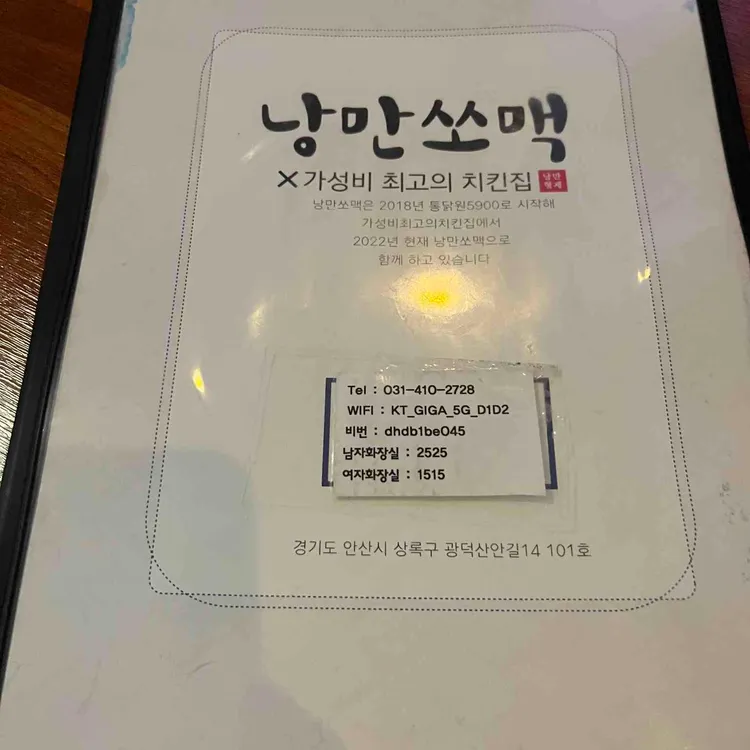 낭만쏘맥
×가성비 최고의 치킨집 낭만형제
낭만쏘맥은 2018년 통닭원5900로 시작해
가성비최고의치킨집에서
2022년 현재 낭만쏘맥으로
함께 하고 있습니다
Tel : 031-410-2728
WIFI : KT_GIGA_5G_D1D2
비번 : dhdb1be045
남자화장실 : 2525
여자화장실 : 1515
경기도 안산시 상록구 광덕산안길14 101호